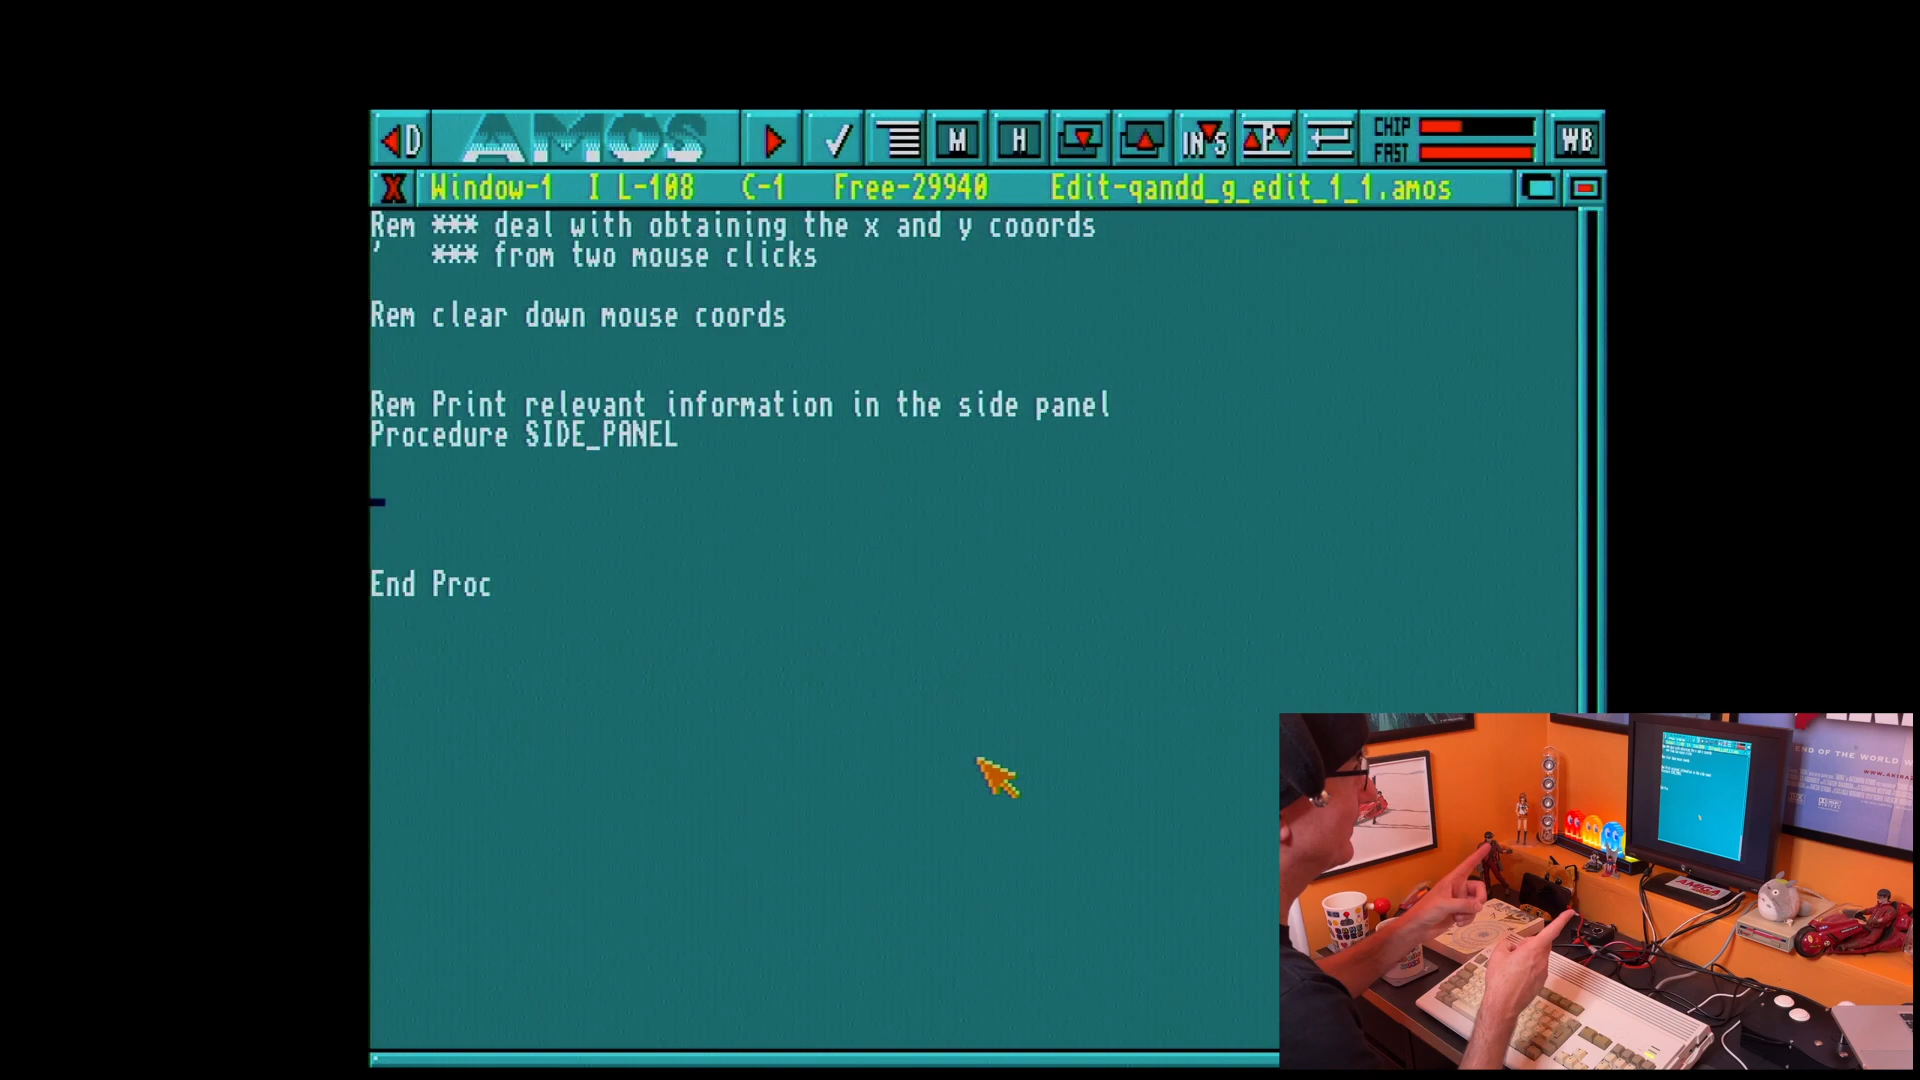 D AMOS M H IN S P CHIP FAST WB
X Window-1 I L-108 C-1 Free-29940 Edit-qandd_g_edit_1_1.amos
Rem *** deal with obtaining the x and y cooords
' *** from two mouse clicks
Rem clear down mouse coords
Rem Print relevant information in the side panel
Procedure SIDE_PANEL
End Proc
END OF THE WORLD
AMIGA